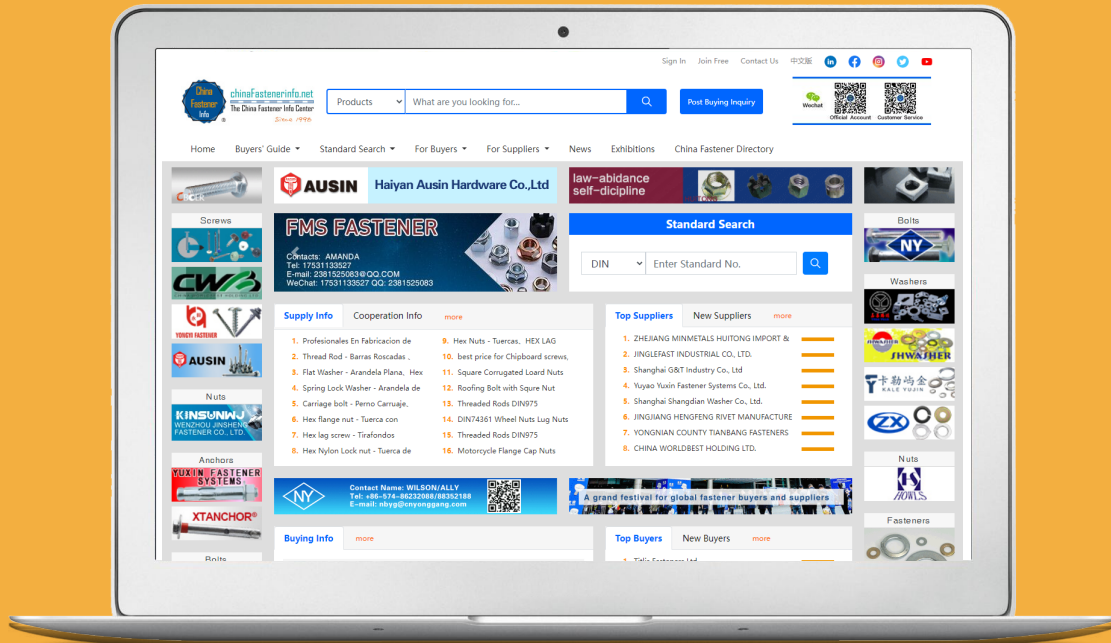 Sign In Join Free Contact Us 中文版
China
Fastener
Info
®
chinaFastenerinfo.net
The China Fastener Info Center
Since 1998
Products
What are you looking for...
Post Buying Inquiry
Wechat
Official Account Customer Service
Home Buyers' Guide Standard Search For Buyers For Suppliers News Exhibitions China Fastener Directory
AUSIN Haiyan Ausin Hardware Co.,Ltd
law-abidance
self-dicipline
Screws
FMS FASTENER
Contacts: AMANDA
Tel: 17531133527
E-mail: 2381525083@QQ.COM
WeChat: 17531133527 QQ: 2381525083
Standard Search
DIN Enter Standard No.
Bolts
NY
CWB
Washers
YONGYI FASTENER
AUSIN
Nuts
KINSUNWJ
WENZHOU JINSHENG
FASTENER CO., LTD.
Anchors
YUXIN FASTENER
SYSTEMS
XTANCHOR®
Bolts
Supply Info Cooperation Info more
1. Profesionales En Fabricacion de
2. Thread Rod - Barras Roscadas ,
3. Flat Washer - Arandela Plana, Hex
4. Spring Lock Washer - Arandela de
5. Carriage bolt - Perno Carruaje,
6. Hex flange nut - Tuerca con
7. Hex lag screw - Tirafondos
8. Hex Nylon Lock nut - Tuerca de
9. Hex Nuts - Tuercas, HEX LAG
10. best price for Chipboard screws,
11. Square Corrugated Load Nuts
12. Roofing Bolt with Squre Nut
13. Threaded Rods DIN975
14. DIN74361 Wheel Nuts Lug Nuts
15. Threaded Rods DIN975
16. Motorcycle Flange Cap Nuts
Top Suppliers New Suppliers more
1. ZHEJIANG MINMETALS HUITONG IMPORT &
2. JINGLEFAST INDUSTRIAL CO., LTD.
3. Shanghai G&T Industry Co., Ltd
4. Yuyao Yuxin Fastener Systems Co., Ltd.
5. Shanghai Shangdian Washer Co., Ltd.
6. JINGJIANG HENGFENG RIVET MANUFACTURE
7. YONGNIAN COUNTY TIANBANG FASTENERS
8. CHINA WORLDBEST HOLDING LTD.
SHWASHER
卡勒屿金
KALE YUJIN
ZX
Nuts
HOWLS
Fasteners
NY
Contact Name: WILSON/ALLY
Tel: +86-574-86232088/88352188
E-mail: nbyg@cnyonggang.com
A grand festival for global fastener buyers and suppliers
Buying Info more
Top Buyers New Buyers more